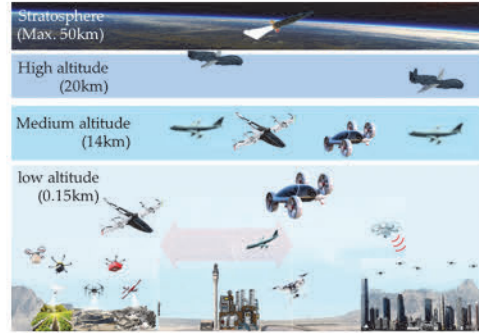 Stratosphere
(Max. 50km)
High altitude
(20km)
Medium altitude
(14km)
low altitude
(0.15km)